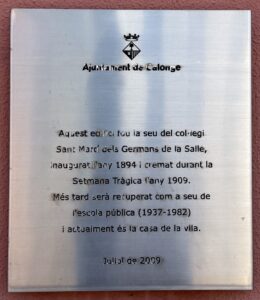 Ajuntament de Calonge
Aquest edifici fou la seu del col·legi
Sant Martí dels Germans de la Salle,
inaugurat l'any 1894 i cremat durant la
Setmana Tràgica l'any 1909.
Més tard serà recuperat com a seu de
l'escola pública (1937-1982)
i actualment és la casa de la vila.
Juliol de 2009